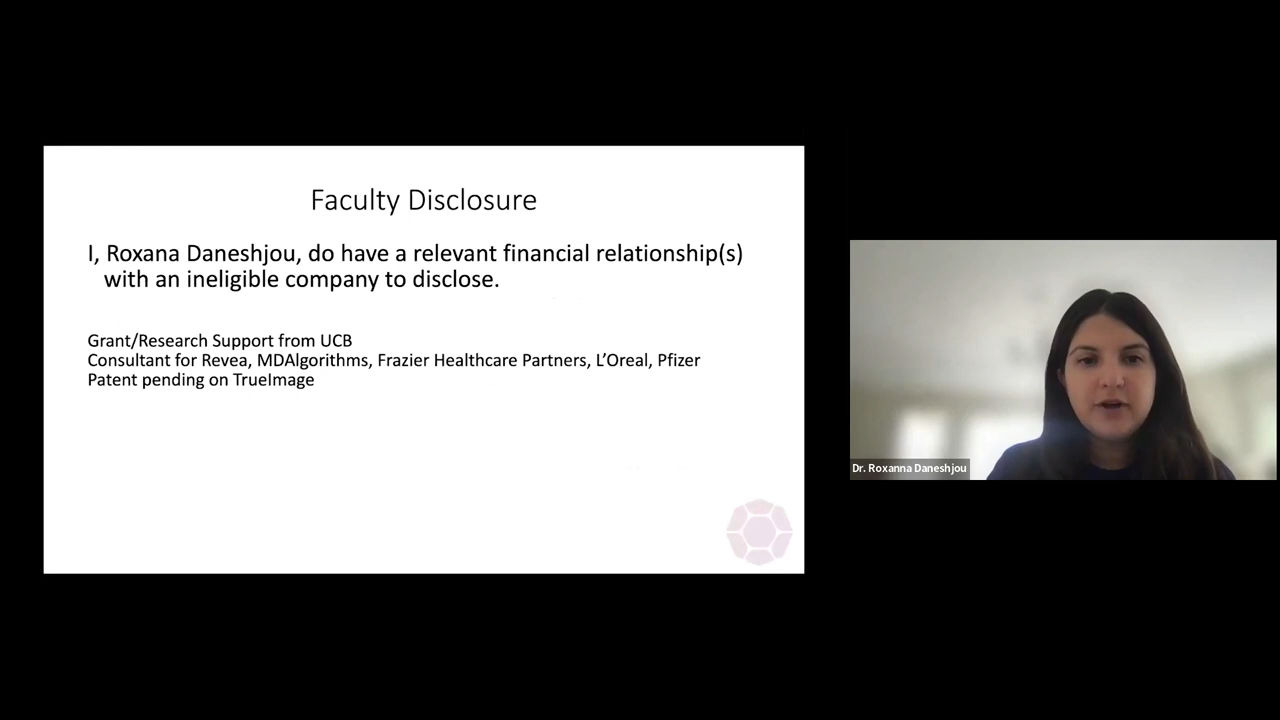 Faculty Disclosure
I, Roxana Daneshjou, do have a relevant financial relationship(s)
with an ineligible company to disclose.
Grant/Research Support from UCB
Consultant for Revea, MDAlgorithms, Frazier Healthcare Partners, L’Oreal, Pfizer
Patent pending on TrueImage
Dr. Roxanna Daneshjou